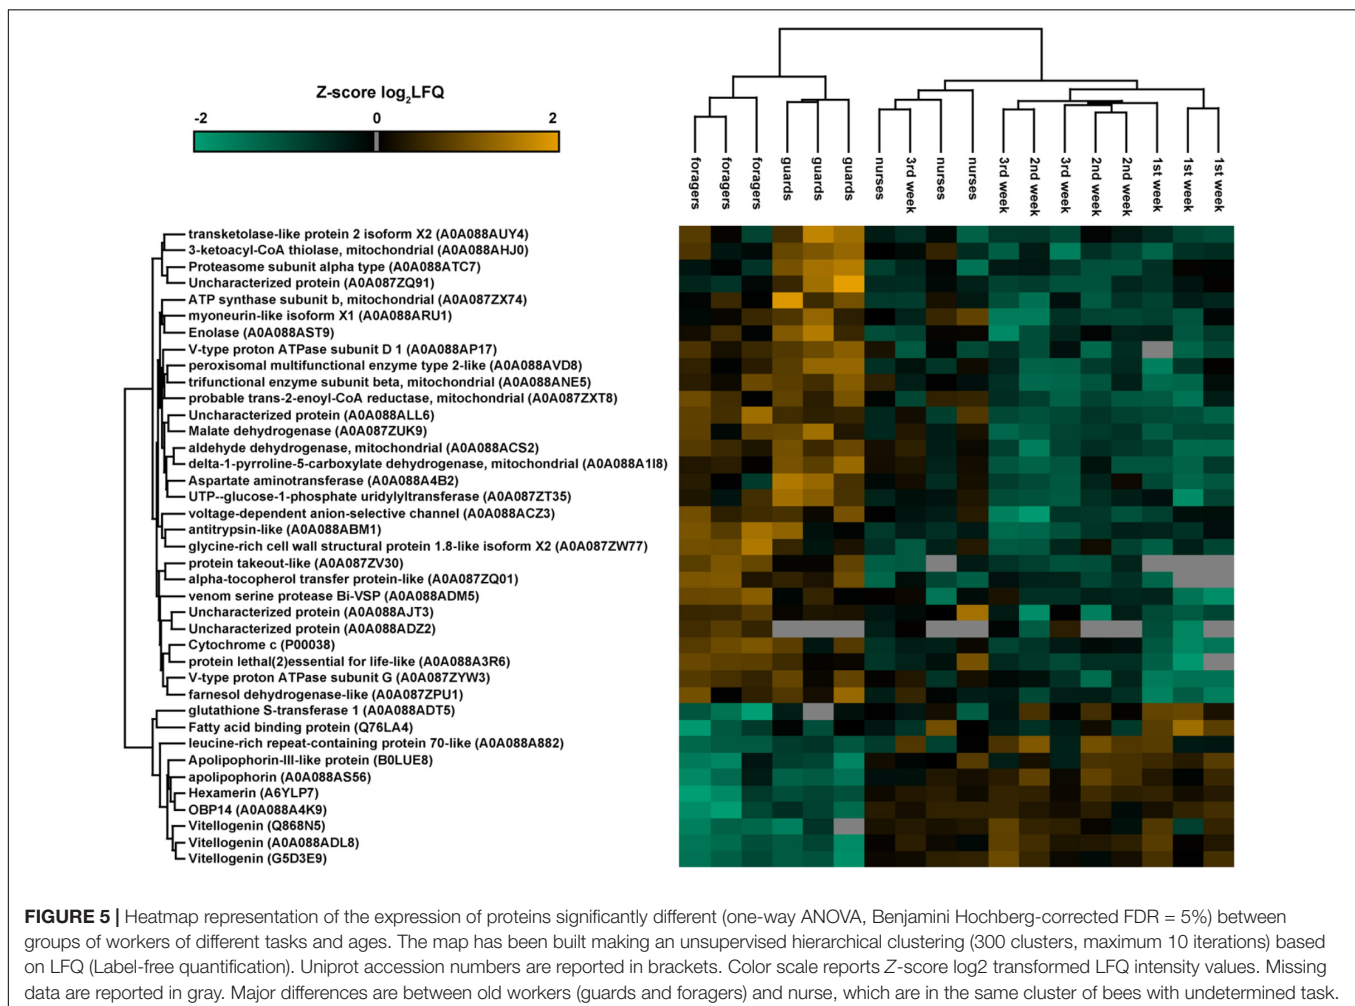 Z-score log₂LFQ
-2 0 2
foragers foragers foragers guards guards guards nurses 3rd week nurses nurses 3rd week 2nd week 3rd week 2nd week 2nd week 1st week 1st week 1st week
transketolase-like protein 2 isoform X2 (A0A088AUY4)
3-ketoacyl-CoA thiolase, mitochondrial (A0A088AHJ0)
Proteasome subunit alpha type (A0A088ATC7)
Uncharacterized protein (A0A087ZQ91)
ATP synthase subunit b, mitochondrial (A0A087ZX74)
myoneurin-like isoform X1 (A0A088ARU1)
Enolase (A0A088AST9)
V-type proton ATPase subunit D 1 (A0A088AP17)
peroxisomal multifunctional enzyme type 2-like (A0A088AVD8)
trifunctional enzyme subunit beta, mitochondrial (A0A088ANE5)
probable trans-2-enoyl-CoA reductase, mitochondrial (A0A087ZXT8)
Uncharacterized protein (A0A088ALL6)
Malate dehydrogenase (A0A087ZUK9)
aldehyde dehydrogenase, mitochondrial (A0A088ACS2)
delta-1-pyrroline-5-carboxylate dehydrogenase, mitochondrial (A0A088A1I8)
Aspartate aminotransferase (A0A088A4B2)
UTP--glucose-1-phosphate uridylyltransferase (A0A087ZT35)
voltage-dependent anion-selective channel (A0A088ACZ3)
antitrypsin-like (A0A088ABM1)
glycine-rich cell wall structural protein 1.8-like isoform X2 (A0A087ZW77)
protein takeout-like (A0A087ZV30)
alpha-tocopherol transfer protein-like (A0A087ZQ01)
venom serine protease Bi-VSP (A0A088ADM5)
Uncharacterized protein (A0A088AJT3)
Uncharacterized protein (A0A088ADZ2)
Cytochrome c (P00038)
protein lethal(2)essential for life-like (A0A088A3R6)
V-type proton ATPase subunit G (A0A087ZYW3)
farnesol dehydrogenase-like (A0A087ZPU1)
glutathione S-transferase 1 (A0A088ADT5)
Fatty acid binding protein (Q76LA4)
leucine-rich repeat-containing protein 70-like (A0A088A882)
Apolipophorin-III-like protein (B0LUE8)
apolipophorin (A0A088AS56)
Hexamerin (A6YLP7)
OBP14 (A0A088A4K9)
Vitellogenin (Q868N5)
Vitellogenin (A0A088ADL8)
Vitellogenin (G5D3E9)
FIGURE 5 | Heatmap representation of the expression of proteins significantly different (one-way ANOVA, Benjamini Hochberg-corrected FDR = 5%) between
groups of workers of different tasks and ages. The map has been built making an unsupervised hierarchical clustering (300 clusters, maximum 10 iterations) based
on LFQ (Label-free quantification). Uniprot accession numbers are reported in brackets. Color scale reports Z-score log2 transformed LFQ intensity values. Missing
data are reported in gray. Major differences are between old workers (guards and foragers) and nurse, which are in the same cluster of bees with undetermined task.